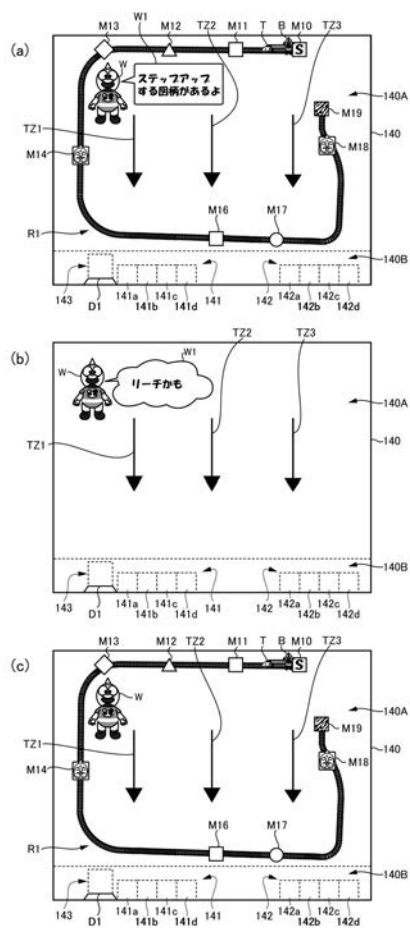 M13 W1 M12 M11 T B M10 TZ2 TZ3
(a)
W
ステップアップ
する図柄があるよ
S
140A
M19
TZ1
140
M14
M18
M16 M17
R1
140B
143 D1 141a 141b 141c 141d 141 142 142a 142b 142c 142d
(b)
W1 TZ2 TZ3
W
リーチかも
140A
140
TZ1
140B
143 D1 141a 141b 141c 141d 141 142 142a 142b 142c 142d
M13 M12 TZ2 M11 T B M10 TZ3
(c)
S
W
140A
M19
TZ1
140
M14
M18
M16 M17
R1
140B
143 D1 141a 141b 141c 141d 141 142 142a 142b 142c 142d